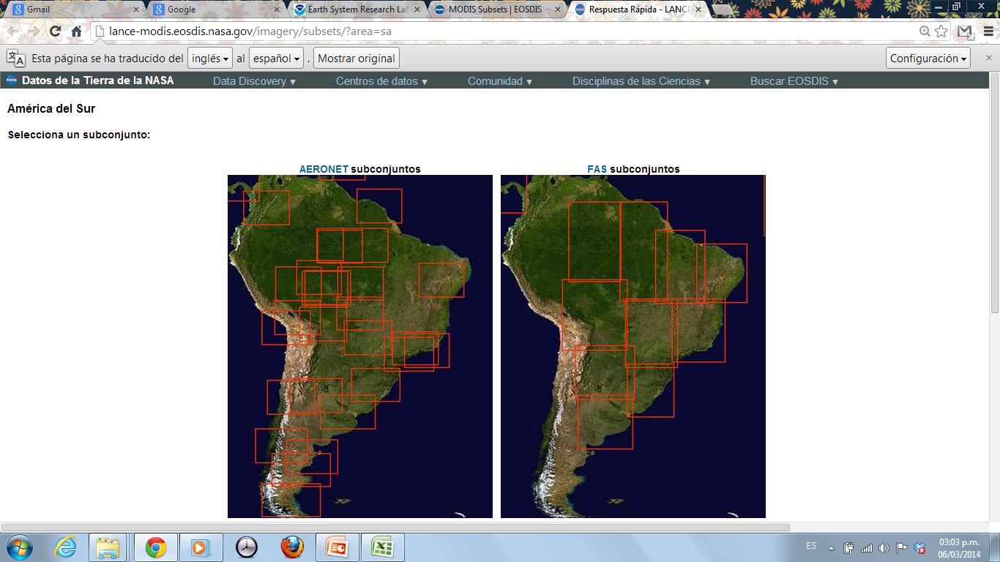 Gmail
Google
Earth System Research Lab
MODIS Subsets | EOSDIS -
Respuesta Rápida - LANCE
lance-modis.eosdis.nasa.gov/imagery/subsets/?area=sa
Esta página se ha traducido del inglés al español . Mostrar original Configuración
Datos de la Tierra de la NASA Data Discovery Centros de datos Comunidad Disciplinas de las Ciencias Buscar EOSDIS
América del Sur
Selecciona un subconjunto:
AERONET subconjuntos
FAS subconjuntos
ES
03:03 p.m.
06/03/2014